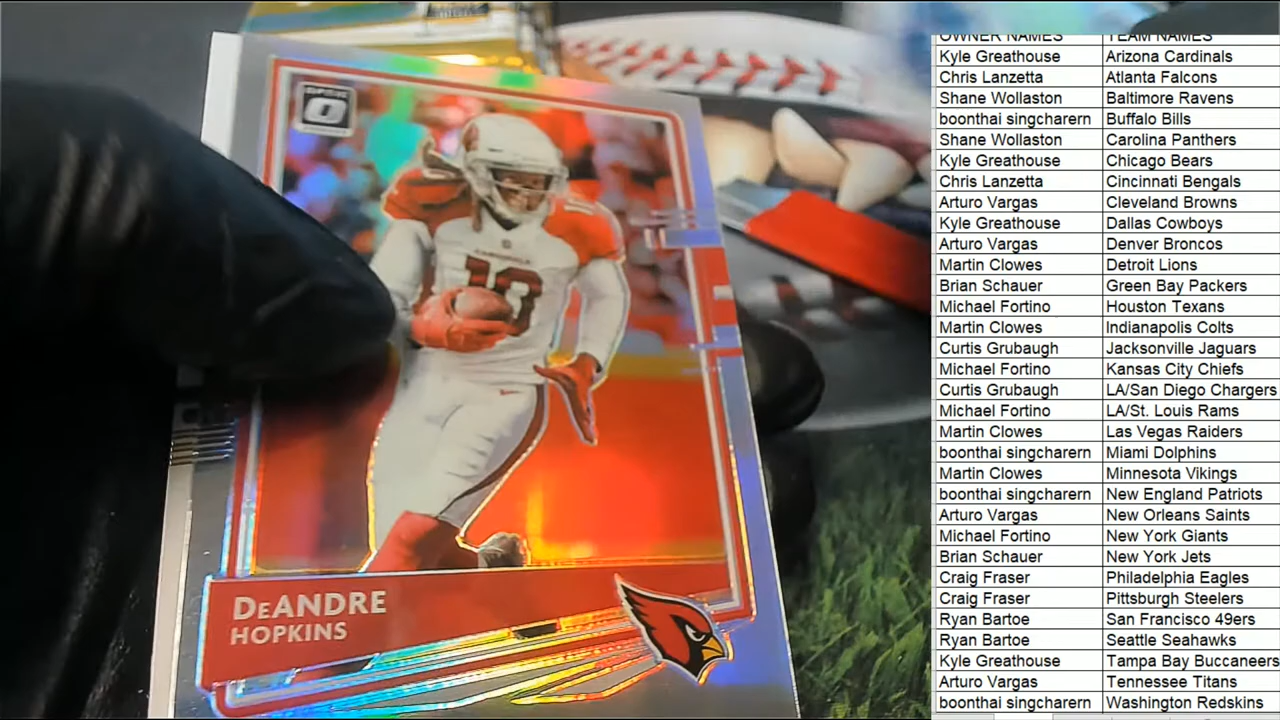 OPTIC
O
10
DeANDRE
HOPKINS
OWNER NAMES TEAM NAMES
Kyle Greathouse Arizona Cardinals
Chris Lanzetta Atlanta Falcons
Shane Wollaston Baltimore Ravens
boonthai singcharern Buffalo Bills
Shane Wollaston Carolina Panthers
Kyle Greathouse Chicago Bears
Chris Lanzetta Cincinnati Bengals
Arturo Vargas Cleveland Browns
Kyle Greathouse Dallas Cowboys
Arturo Vargas Denver Broncos
Martin Clowes Detroit Lions
Brian Schauer Green Bay Packers
Michael Fortino Houston Texans
Martin Clowes Indianapolis Colts
Curtis Grubaugh Jacksonville Jaguars
Michael Fortino Kansas City Chiefs
Curtis Grubaugh LA/San Diego Chargers
Michael Fortino LA/St. Louis Rams
Martin Clowes Las Vegas Raiders
boonthai singcharern Miami Dolphins
Martin Clowes Minnesota Vikings
boonthai singcharern New England Patriots
Arturo Vargas New Orleans Saints
Michael Fortino New York Giants
Brian Schauer New York Jets
Craig Fraser Philadelphia Eagles
Craig Fraser Pittsburgh Steelers
Ryan Bartoe San Francisco 49ers
Ryan Bartoe Seattle Seahawks
Kyle Greathouse Tampa Bay Buccaneers
Arturo Vargas Tennessee Titans
boonthai singcharern Washington Redskins